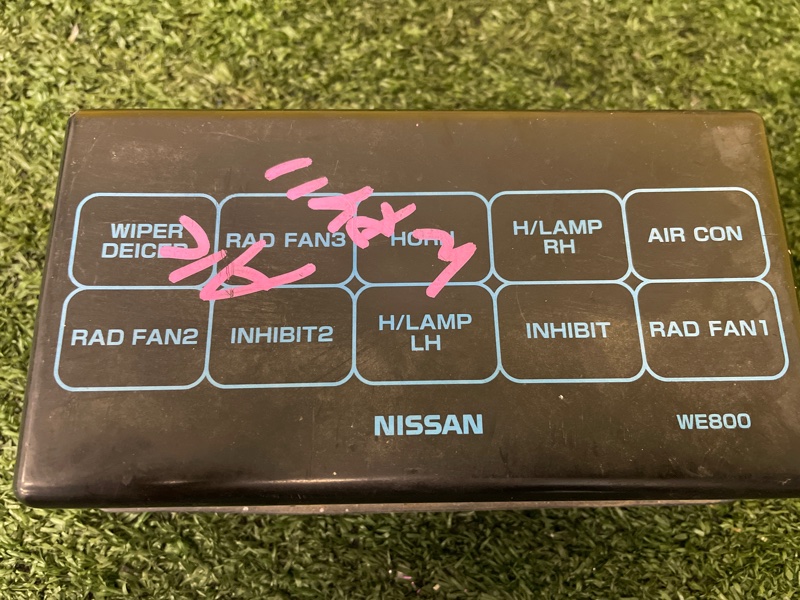 WIPER DEICER
RAD FAN3
HORN
H/LAMP RH
AIR CON
RAD FAN2
INHIBIT2
H/LAMP LH
INHIBIT
RAD FAN1
NISSAN
WE800